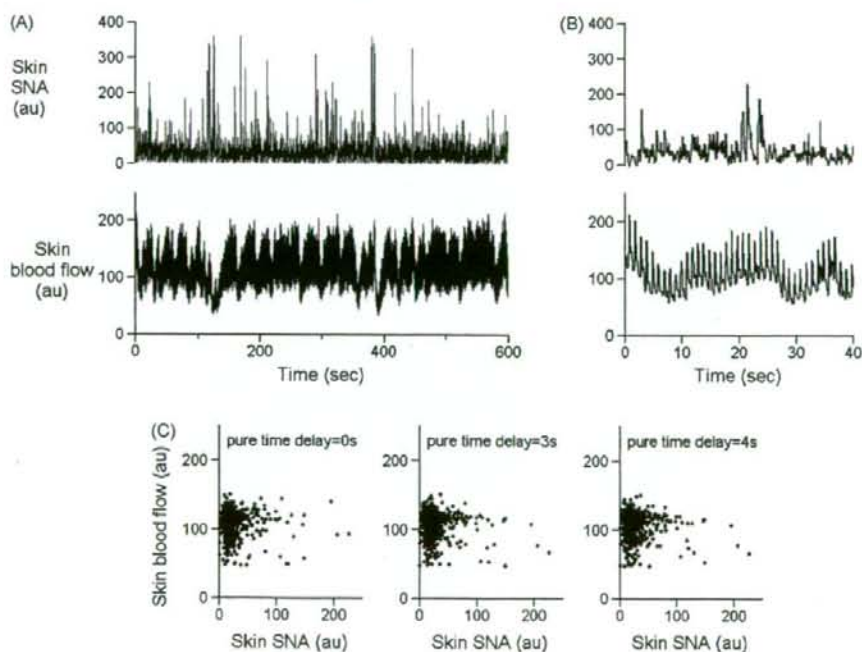 (A)
Skin
SNA
(au)
400
300
200
100
0
Skin
blood flow
(au)
200
100
0
0 200 400 600
Time (sec)
(B)
400
300
200
100
0
200
100
0
0 10 20 30 40
Time (sec)
(C)
Skin blood flow (au)
pure time delay=0s
200
100
0
0 100 200
Skin SNA (au)
pure time delay=3s
200
100
0
0 100 200
Skin SNA (au)
pure time delay=4s
200
100
0
0 100 200
Skin SNA (au)